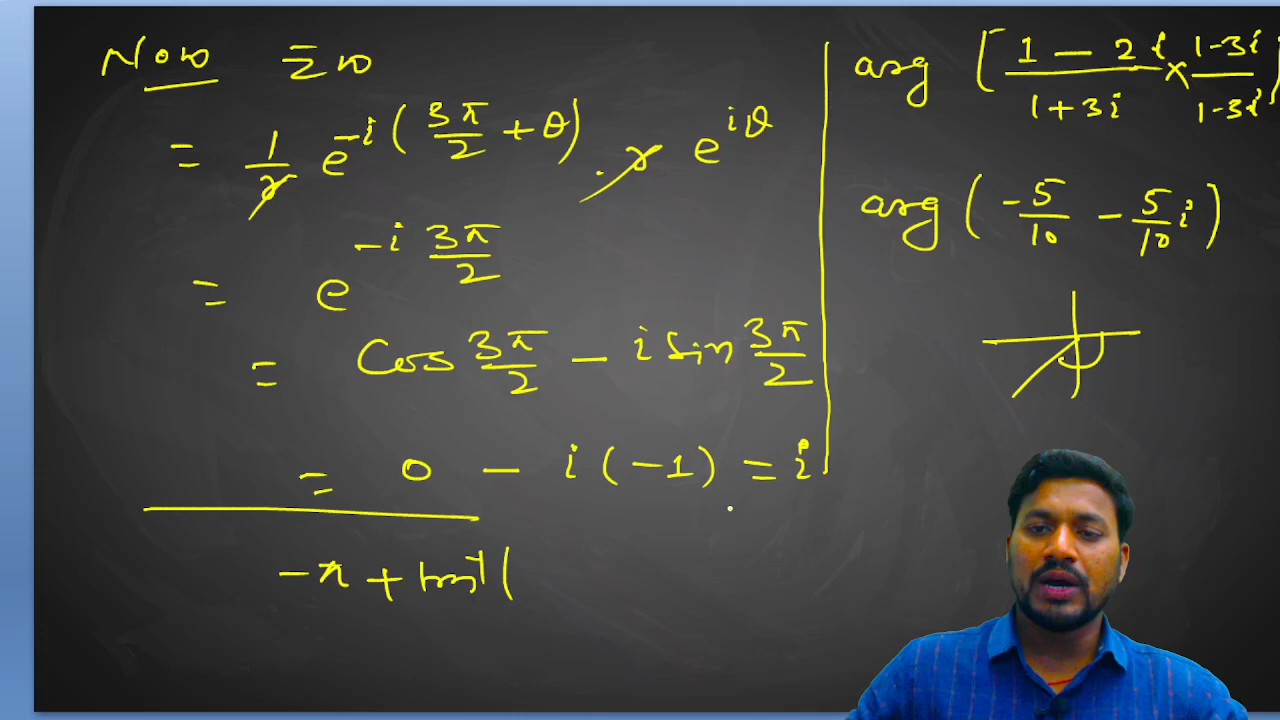 Now z̄ω
= 1/r e^{-i(3π/2 + θ)} . r e^{iθ}
= e^{-i 3π/2}
= Cos 3π/2 - i Sin 3π/2
= 0 - i(-1) = i
-π + tan⁻¹(
arg [ 1 - 2i / 1+3i × 1-3i / 1-3i ]
arg ( -5/10 - 5/10 i )